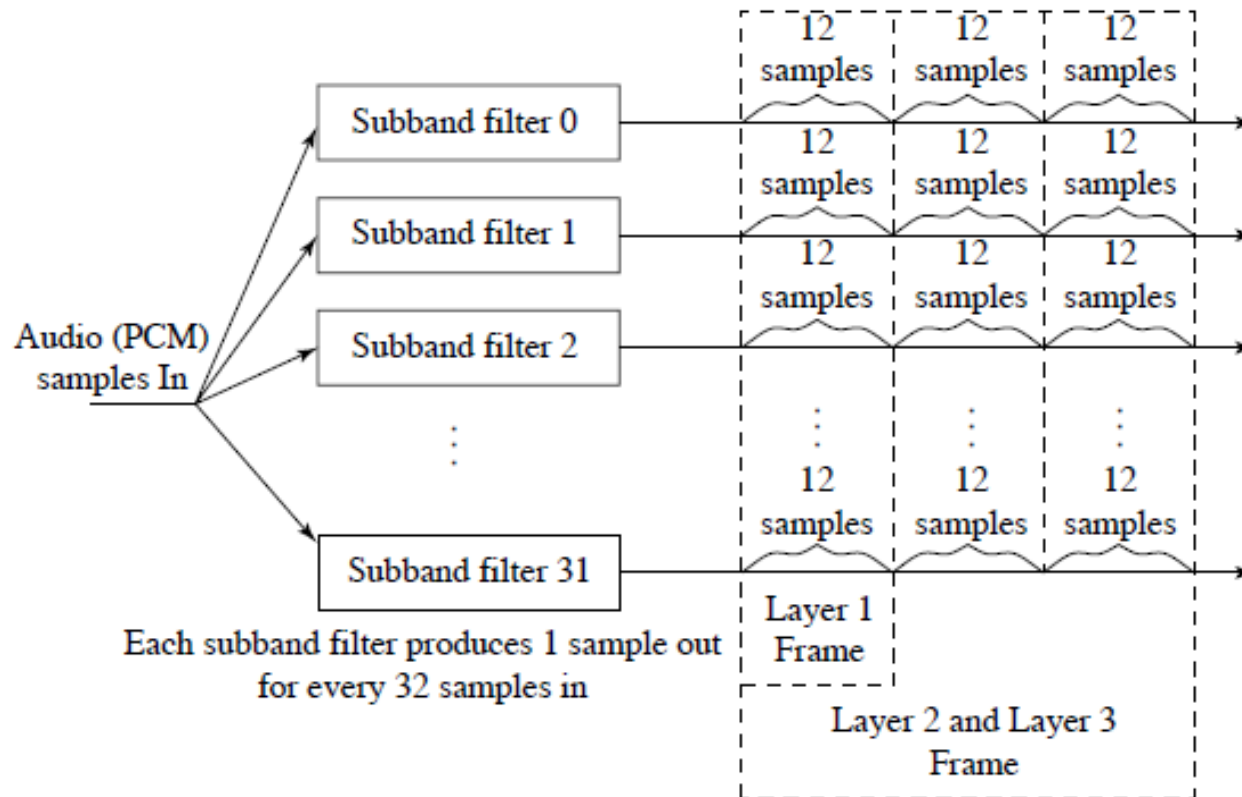 12 12 12
samples samples samples
Subband filter 0
12 12 12
samples samples samples
Subband filter 1
12 12 12
samples samples samples
Subband filter 2
Audio (PCM)
samples In
12 12 12
samples samples samples
Subband filter 31
Layer 1
Frame
Each subband filter produces 1 sample out
for every 32 samples in
Layer 2 and Layer 3
Frame